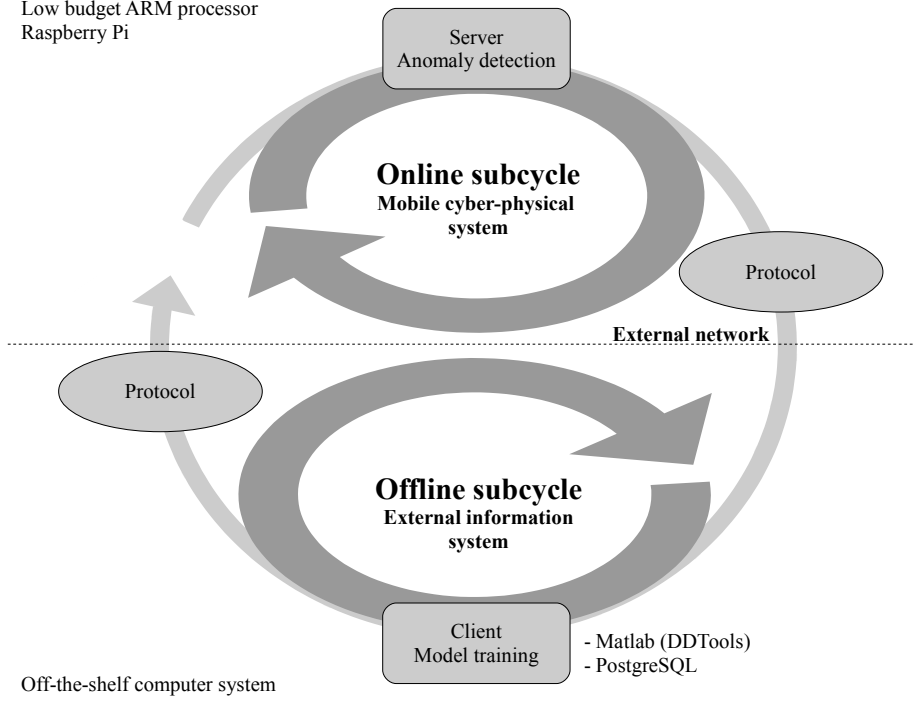 Low budget ARM processor
Raspberry Pi
Server
Anomaly detection
Online subcycle
Mobile cyber-physical
system
Protocol
External network
Protocol
Offline subcycle
External information
system
Client
Model training
- Matlab (DDTools)
- PostgreSQL
Off-the-shelf computer system